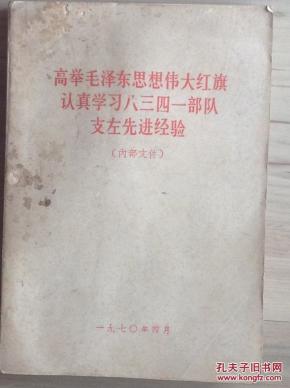 高举毛泽东思想伟大红旗
认真学习八三四一部队
支左先进经验
（内部文件）
一九七〇年四月
孔夫子旧书网